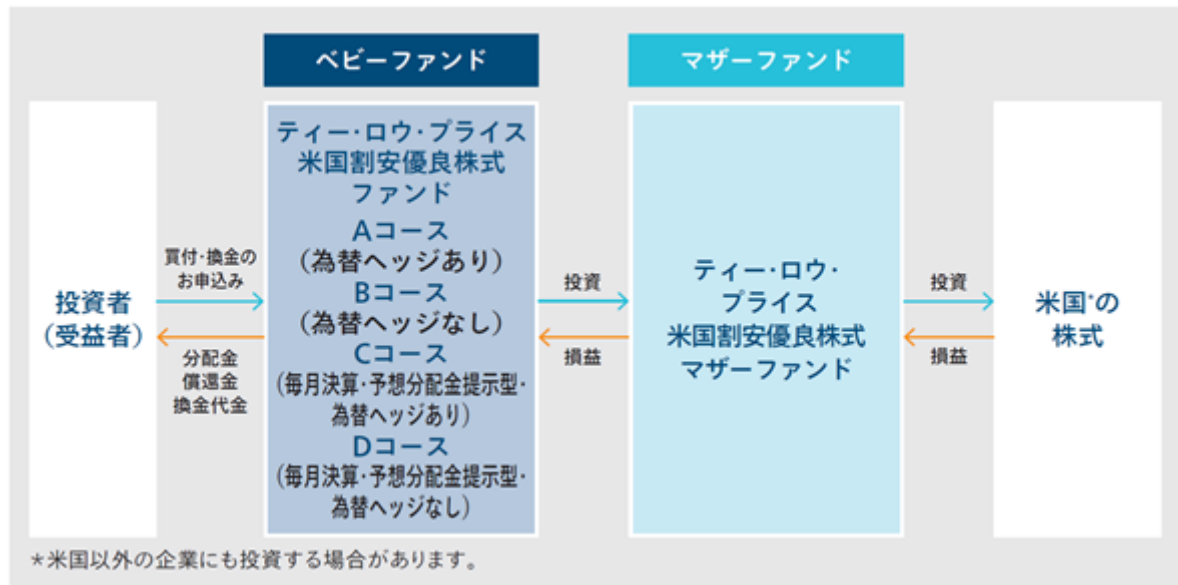 ベビーファンド
マザーファンド
投資者
(受益者)
買付・換金の
お申込み
分配金
償還金
換金代金
ティー・ロウ・プライス
米国割安優良株式
ファンド
Aコース
(為替ヘッジあり)
Bコース
(為替ヘッジなし)
Cコース
(毎月決算・予想分配金提示型・
為替ヘッジあり)
Dコース
(毎月決算・予想分配金提示型・
為替ヘッジなし)
投資
損益
ティー・ロウ・
プライス
米国割安優良株式
マザーファンド
投資
損益
米国*の
株式
*米国以外の企業にも投資する場合があります。